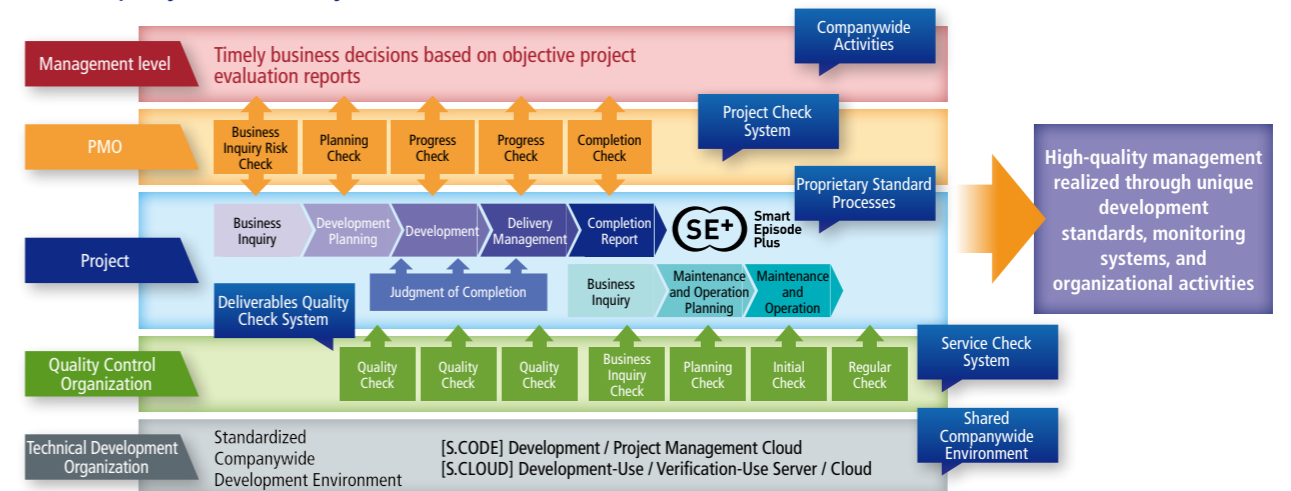 Companywide
Activities
Management level
Timely business decisions based on objective project
evaluation reports
Project Check
System
PMO
Business
Inquiry Risk
Check
Planning
Check
Progress
Check
Progress
Check
Completion
Check
Proprietary Standard
Processes
High-quality management
realized through unique
development
standards, monitoring
systems, and
organizational activities
Project
Business
Inquiry
Development
Planning
Development
Delivery
Management
Completion
Report
SE+
Smart
Episode
Plus
Judgment of Completion
Business
Inquiry
Maintenance
and Operation
Planning
Maintenance
and
Operation
Deliverables Quality
Check System
Quality Control
Organization
Quality
Check
Quality
Check
Quality
Check
Business
Inquiry
Check
Planning
Check
Initial
Check
Regular
Check
Service Check
System
Technical Development
Organization
Standardized
Companywide
Development Environment
[S.CODE] Development / Project Management Cloud
[S.CLOUD] Development-Use / Verification-Use Server / Cloud
Shared
Companywide
Environment